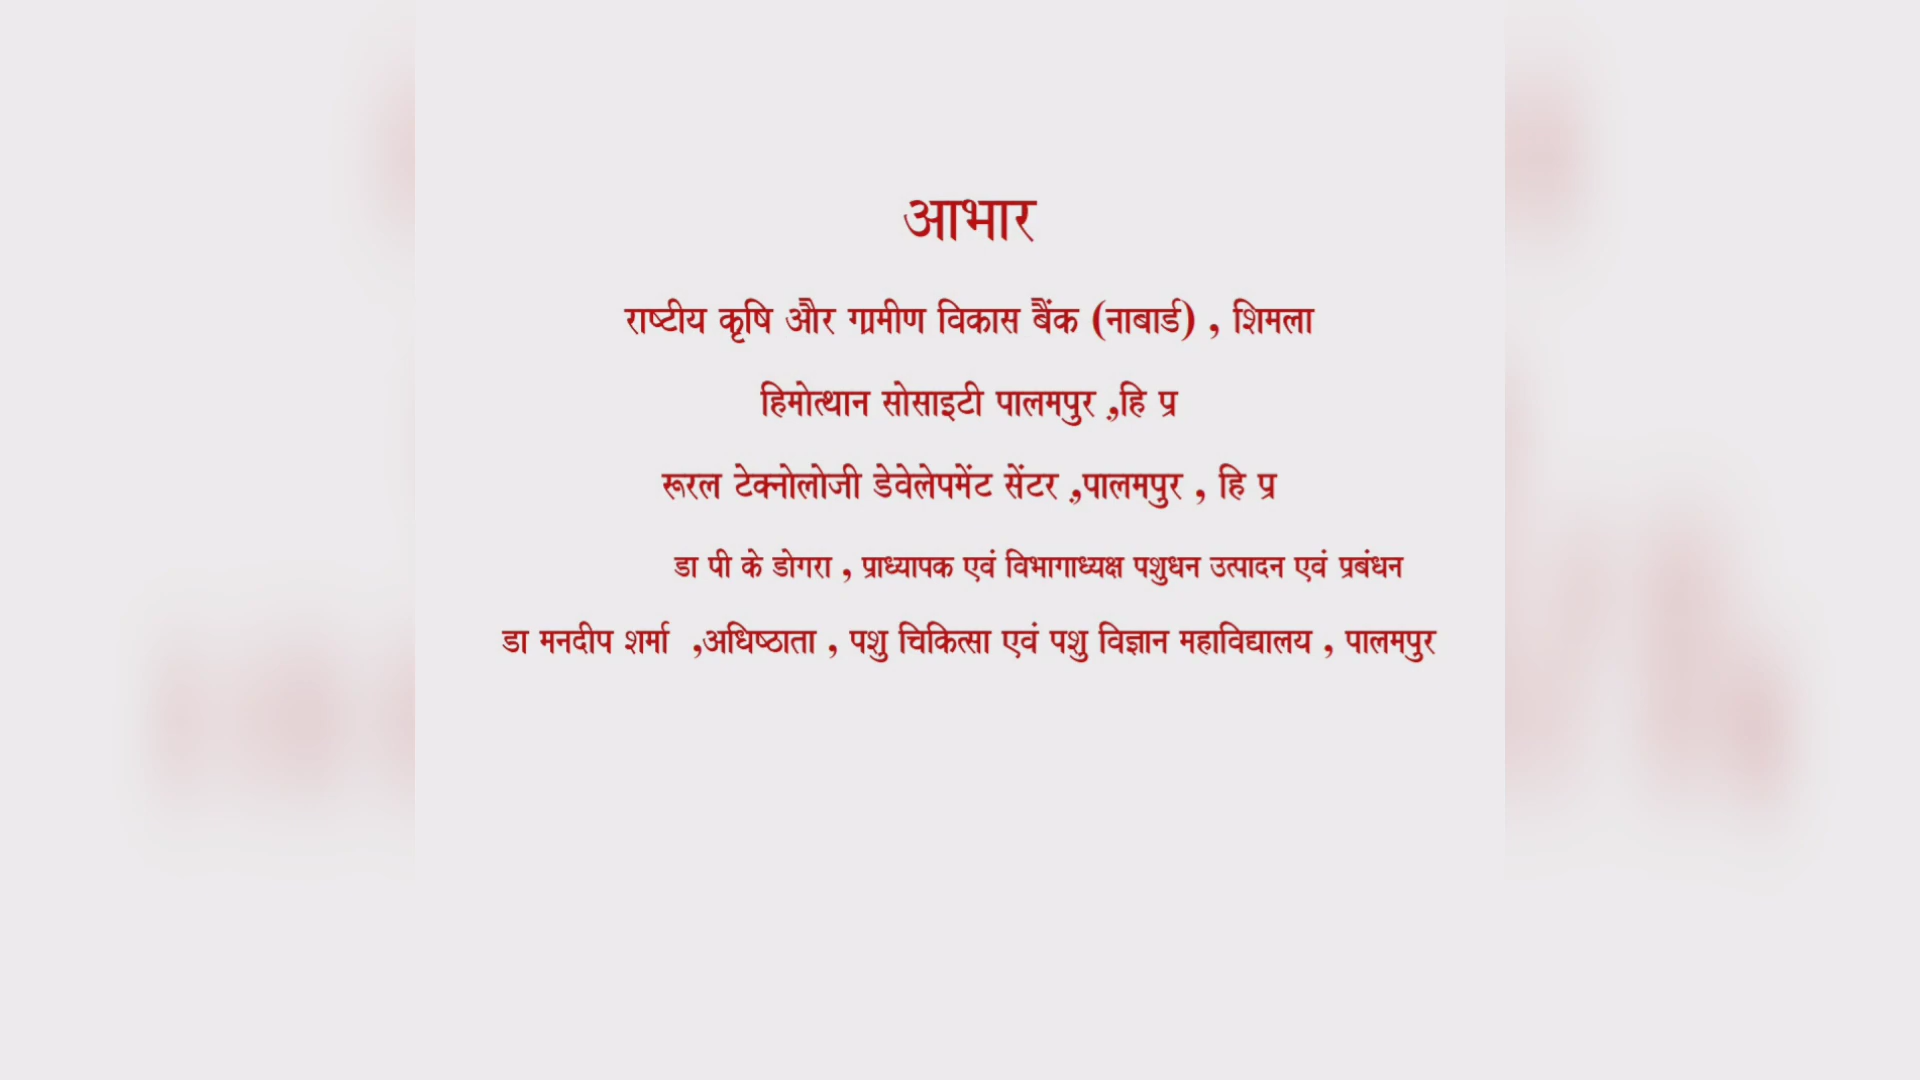 आभार
राष्टीय कृषि और गा्मीण विकास बैंक (नाबार्ड) , शिमला
हिमोत्थान सोसाइटी पालमपुर ,हि प्र
रूरल टेक्नोलोजी डेवेलेपमेंट सेंटर ,पालमपुर , हि प्र
डा पी के डोगरा , प्राध्यापक एवं विभागाध्यक्ष पशुधन उत्पादन एवं प्रबंधन
डा मनदीप शर्मा ,अधिष्ठाता , पशु चिकित्सा एवं पशु विज्ञान महाविद्यालय , पालमपुर